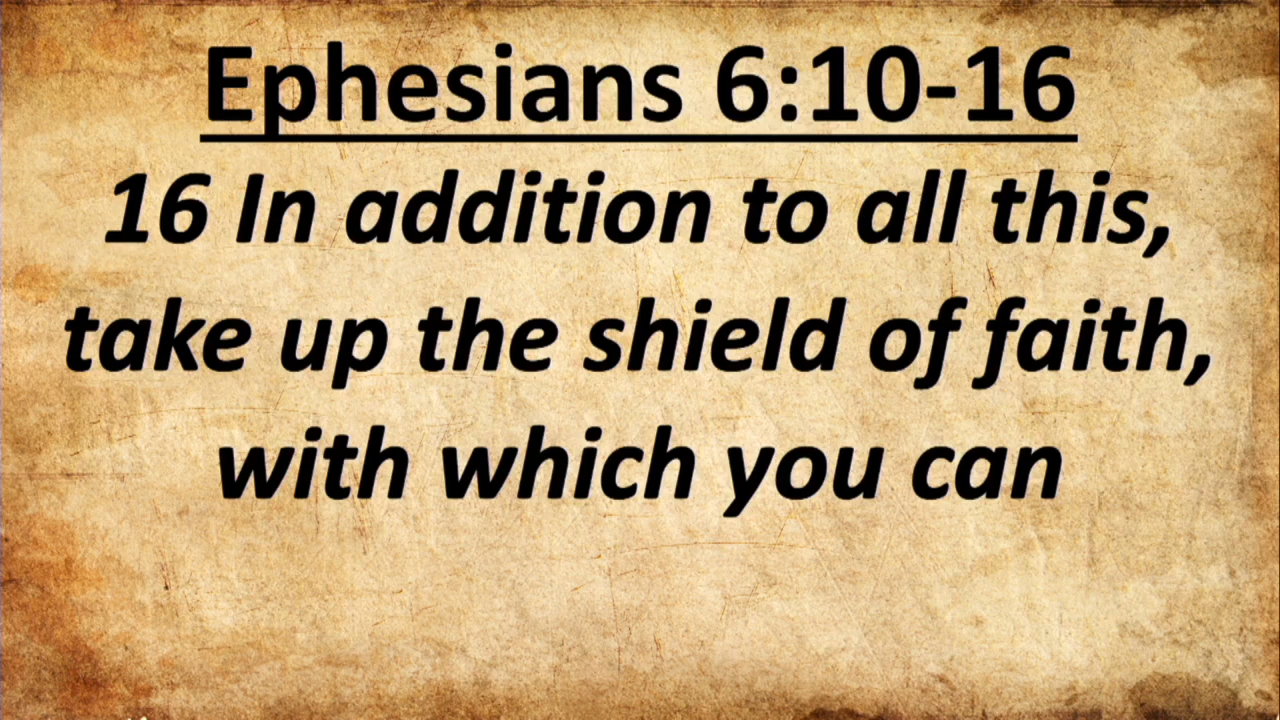 Ephesians 6:10-16
16 In addition to all this,
take up the shield of faith,
with which you can